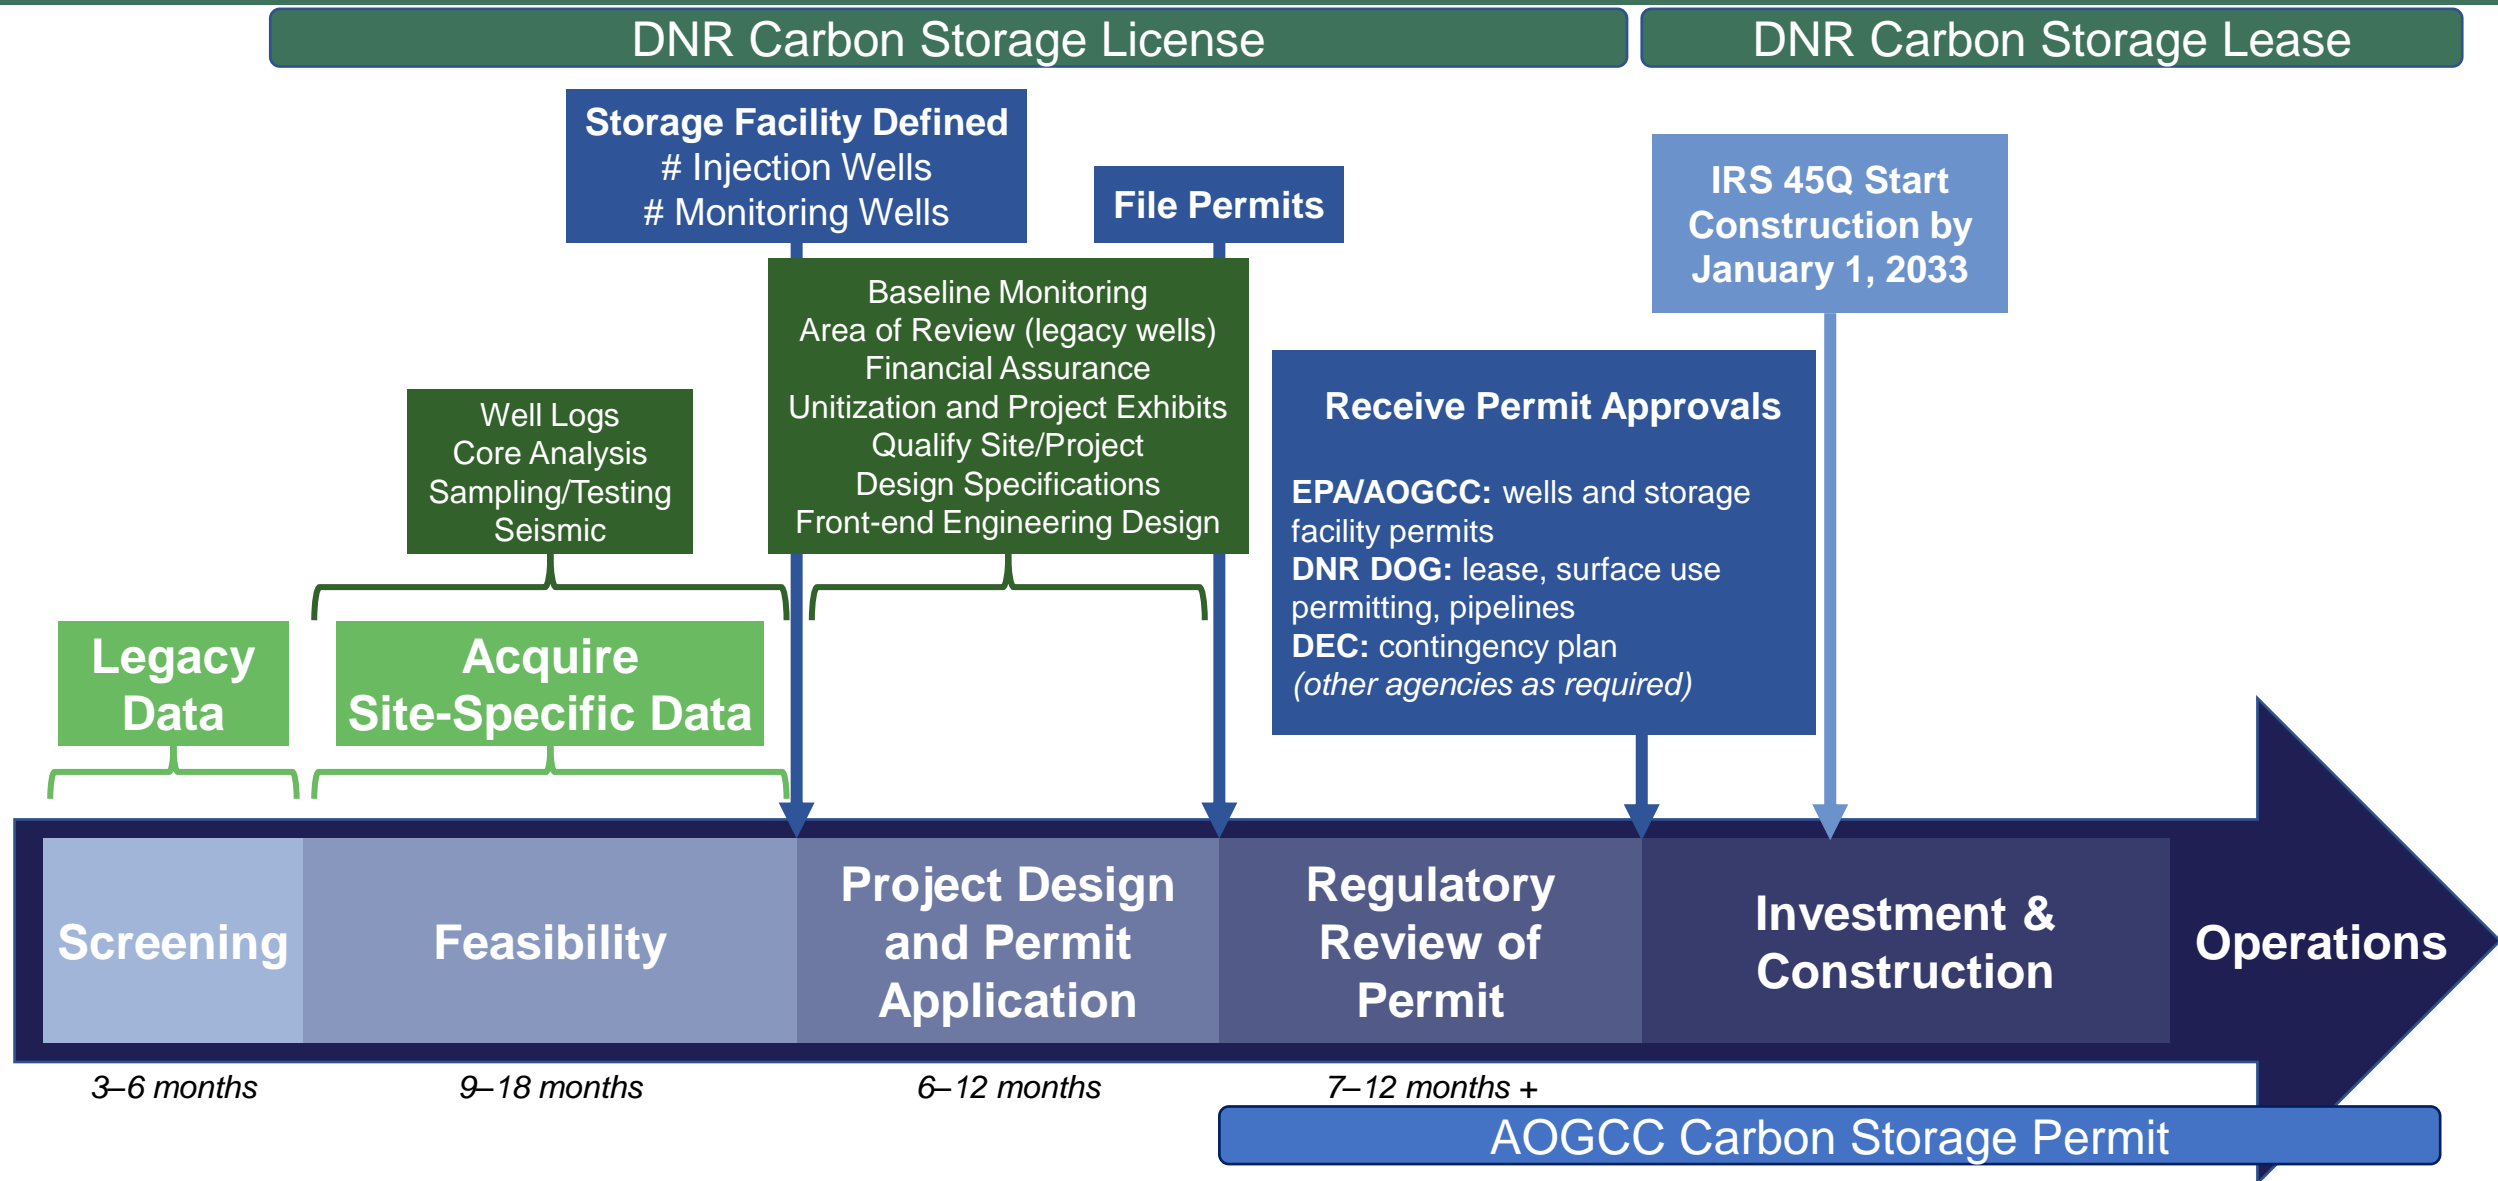 DNR Carbon Storage License
DNR Carbon Storage Lease
Storage Facility Defined
# Injection Wells
# Monitoring Wells
File Permits
IRS 45Q Start
Construction by
January 1, 2033
Baseline Monitoring
Area of Review (legacy wells)
Financial Assurance
Unitization and Project Exhibits
Qualify Site/Project
Design Specifications
Front-end Engineering Design
Well Logs
Core Analysis
Sampling/Testing
Seismic
Receive Permit Approvals
EPA/AOGCC: wells and storage
facility permits
DNR DOG: lease, surface use
permitting, pipelines
DEC: contingency plan
(other agencies as required)
Legacy
Data
Acquire
Site-Specific Data
Screening
Feasibility
Project Design
and Permit
Application
Regulatory
Review of
Permit
Investment &
Construction
Operations
3–6 months
9–18 months
6–12 months
7–12 months +
AOGCC Carbon Storage Permit